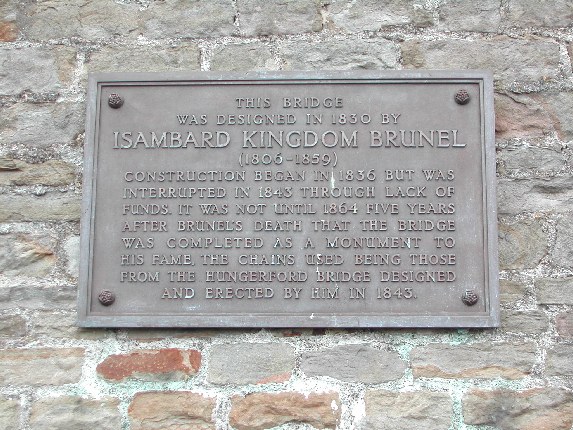 THIS BRIDGE
WAS DESIGNED IN 1830 BY
ISAMBARD KINGDOM BRUNEL
(1806-1859)
CONSTRUCTION BEGAN IN 1836 BUT WAS
INTERRUPTED IN 1843 THROUGH LACK OF
FUNDS. IT WAS NOT UNTIL 1864 FIVE YEARS
AFTER BRUNEL'S DEATH THAT THE BRIDGE
WAS COMPLETED AS A MONUMENT TO
HIS FAME, THE CHAINS USED BEING THOSE
FROM THE HUNGERFORD BRIDGE DESIGNED
AND ERECTED BY HIM IN 1843.